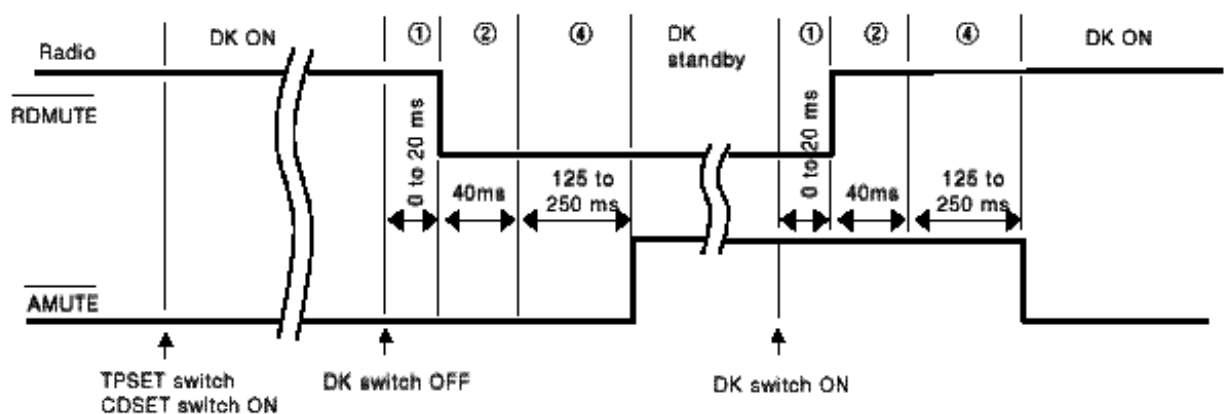 Radio
DK ON
①
②
④
DK
standby
①
②
④
DK ON
RDMUTE
0 to 20 ms
40ms
125 to
250 ms
0 to 20 ms
40ms
125 to
250 ms
AMUTE
TPSET switch
CDSET switch ON
DK switch OFF
DK switch ON